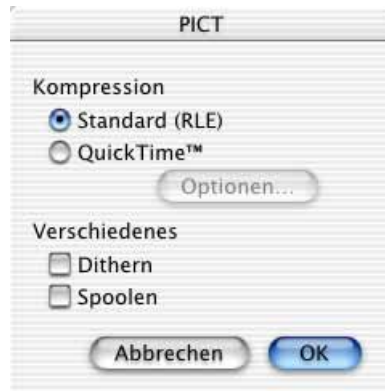 PICT
Kompression
Standard (RLE)
QuickTime™
Optionen...
Verschiedenes
Dithern
Spoolen
Abbrechen OK